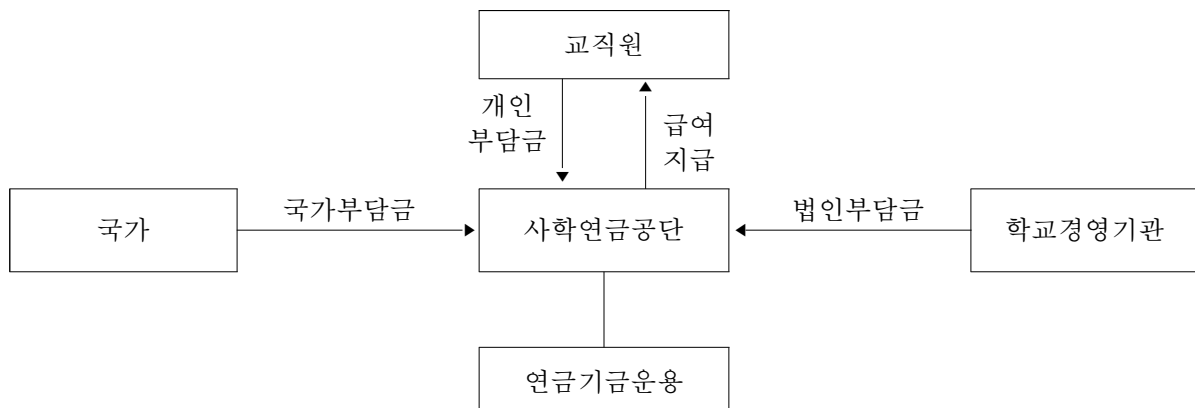 교직원
개인
부담금
급여
지급
국가
국가부담금
사학연금공단
법인부담금
학교경영기관
연금기금운용